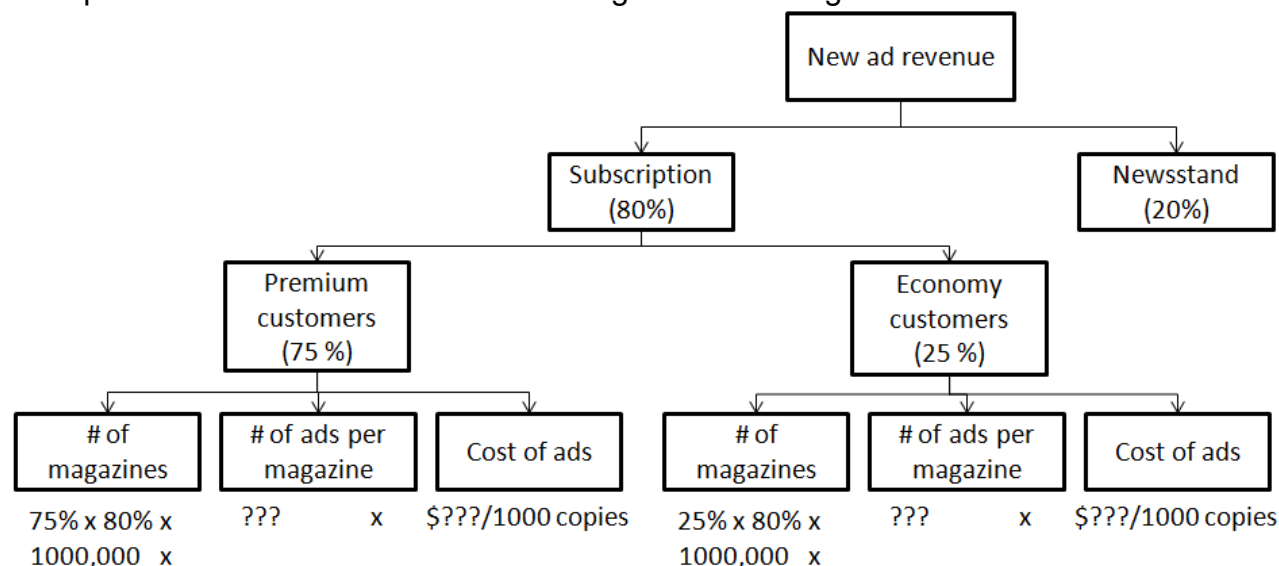 New ad revenue
Subscription
(80%)
Newsstand
(20%)
Premium
customers
(75 %)
Economy
customers
(25 %)
# of
magazines
# of ads per
magazine
Cost of ads
# of
magazines
# of ads per
magazine
Cost of ads
75% x 80% x
1000,000 x
??? x
$???/1000 copies
25% x 80% x
1000,000 x
??? x
$???/1000 copies